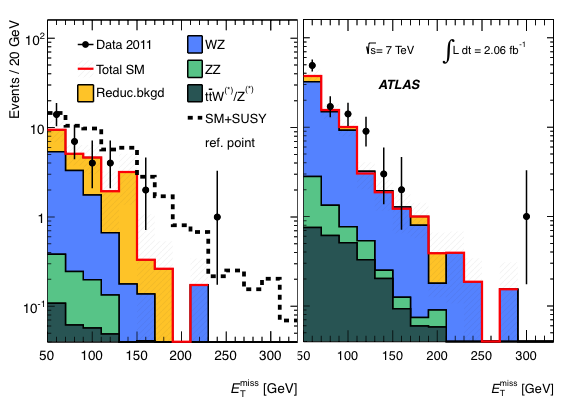 Events / 20 GeV
10²
10
1
10⁻¹
Data 2011
Total SM
Reduc.bkgd
WZ
ZZ
tt̄W⁽*⁾/Z⁽*⁾
SM+SUSY
ref. point
50 100 150 200 250 300
E_T^miss [GeV]
√s= 7 TeV ∫L dt = 2.06 fb⁻¹
ATLAS
50 100 150 200 250 300
E_T^miss [GeV]